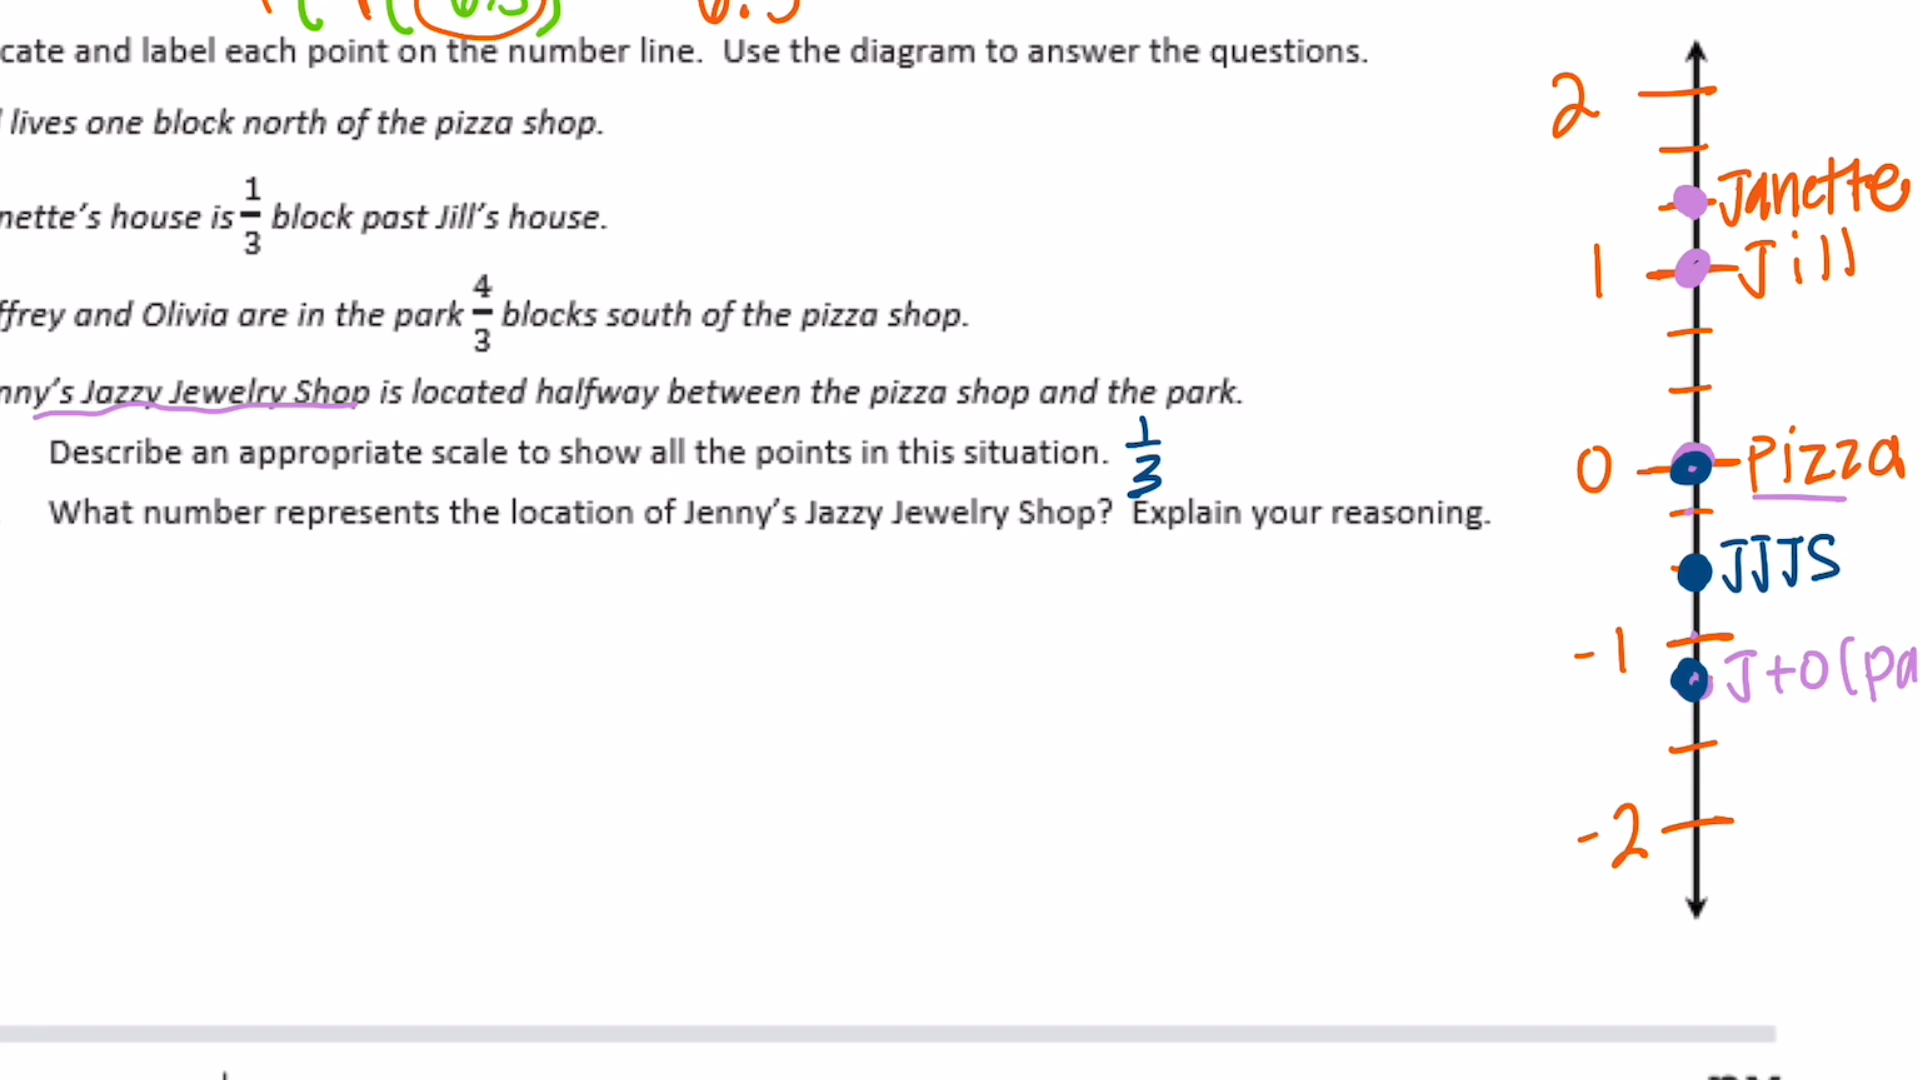 cate and label each point on the number line. Use the diagram to answer the questions.
lives one block north of the pizza shop.
nette's house is 1/3 block past Jill's house.
ffrey and Olivia are in the park 4/3 blocks south of the pizza shop.
nny's Jazzy Jewelry Shop is located halfway between the pizza shop and the park.
Describe an appropriate scale to show all the points in this situation. 1/3
What number represents the location of Jenny's Jazzy Jewelry Shop? Explain your reasoning.
2
Janette
1 Jill
0 pizza
JJJS
-1
J+O(pa
-2